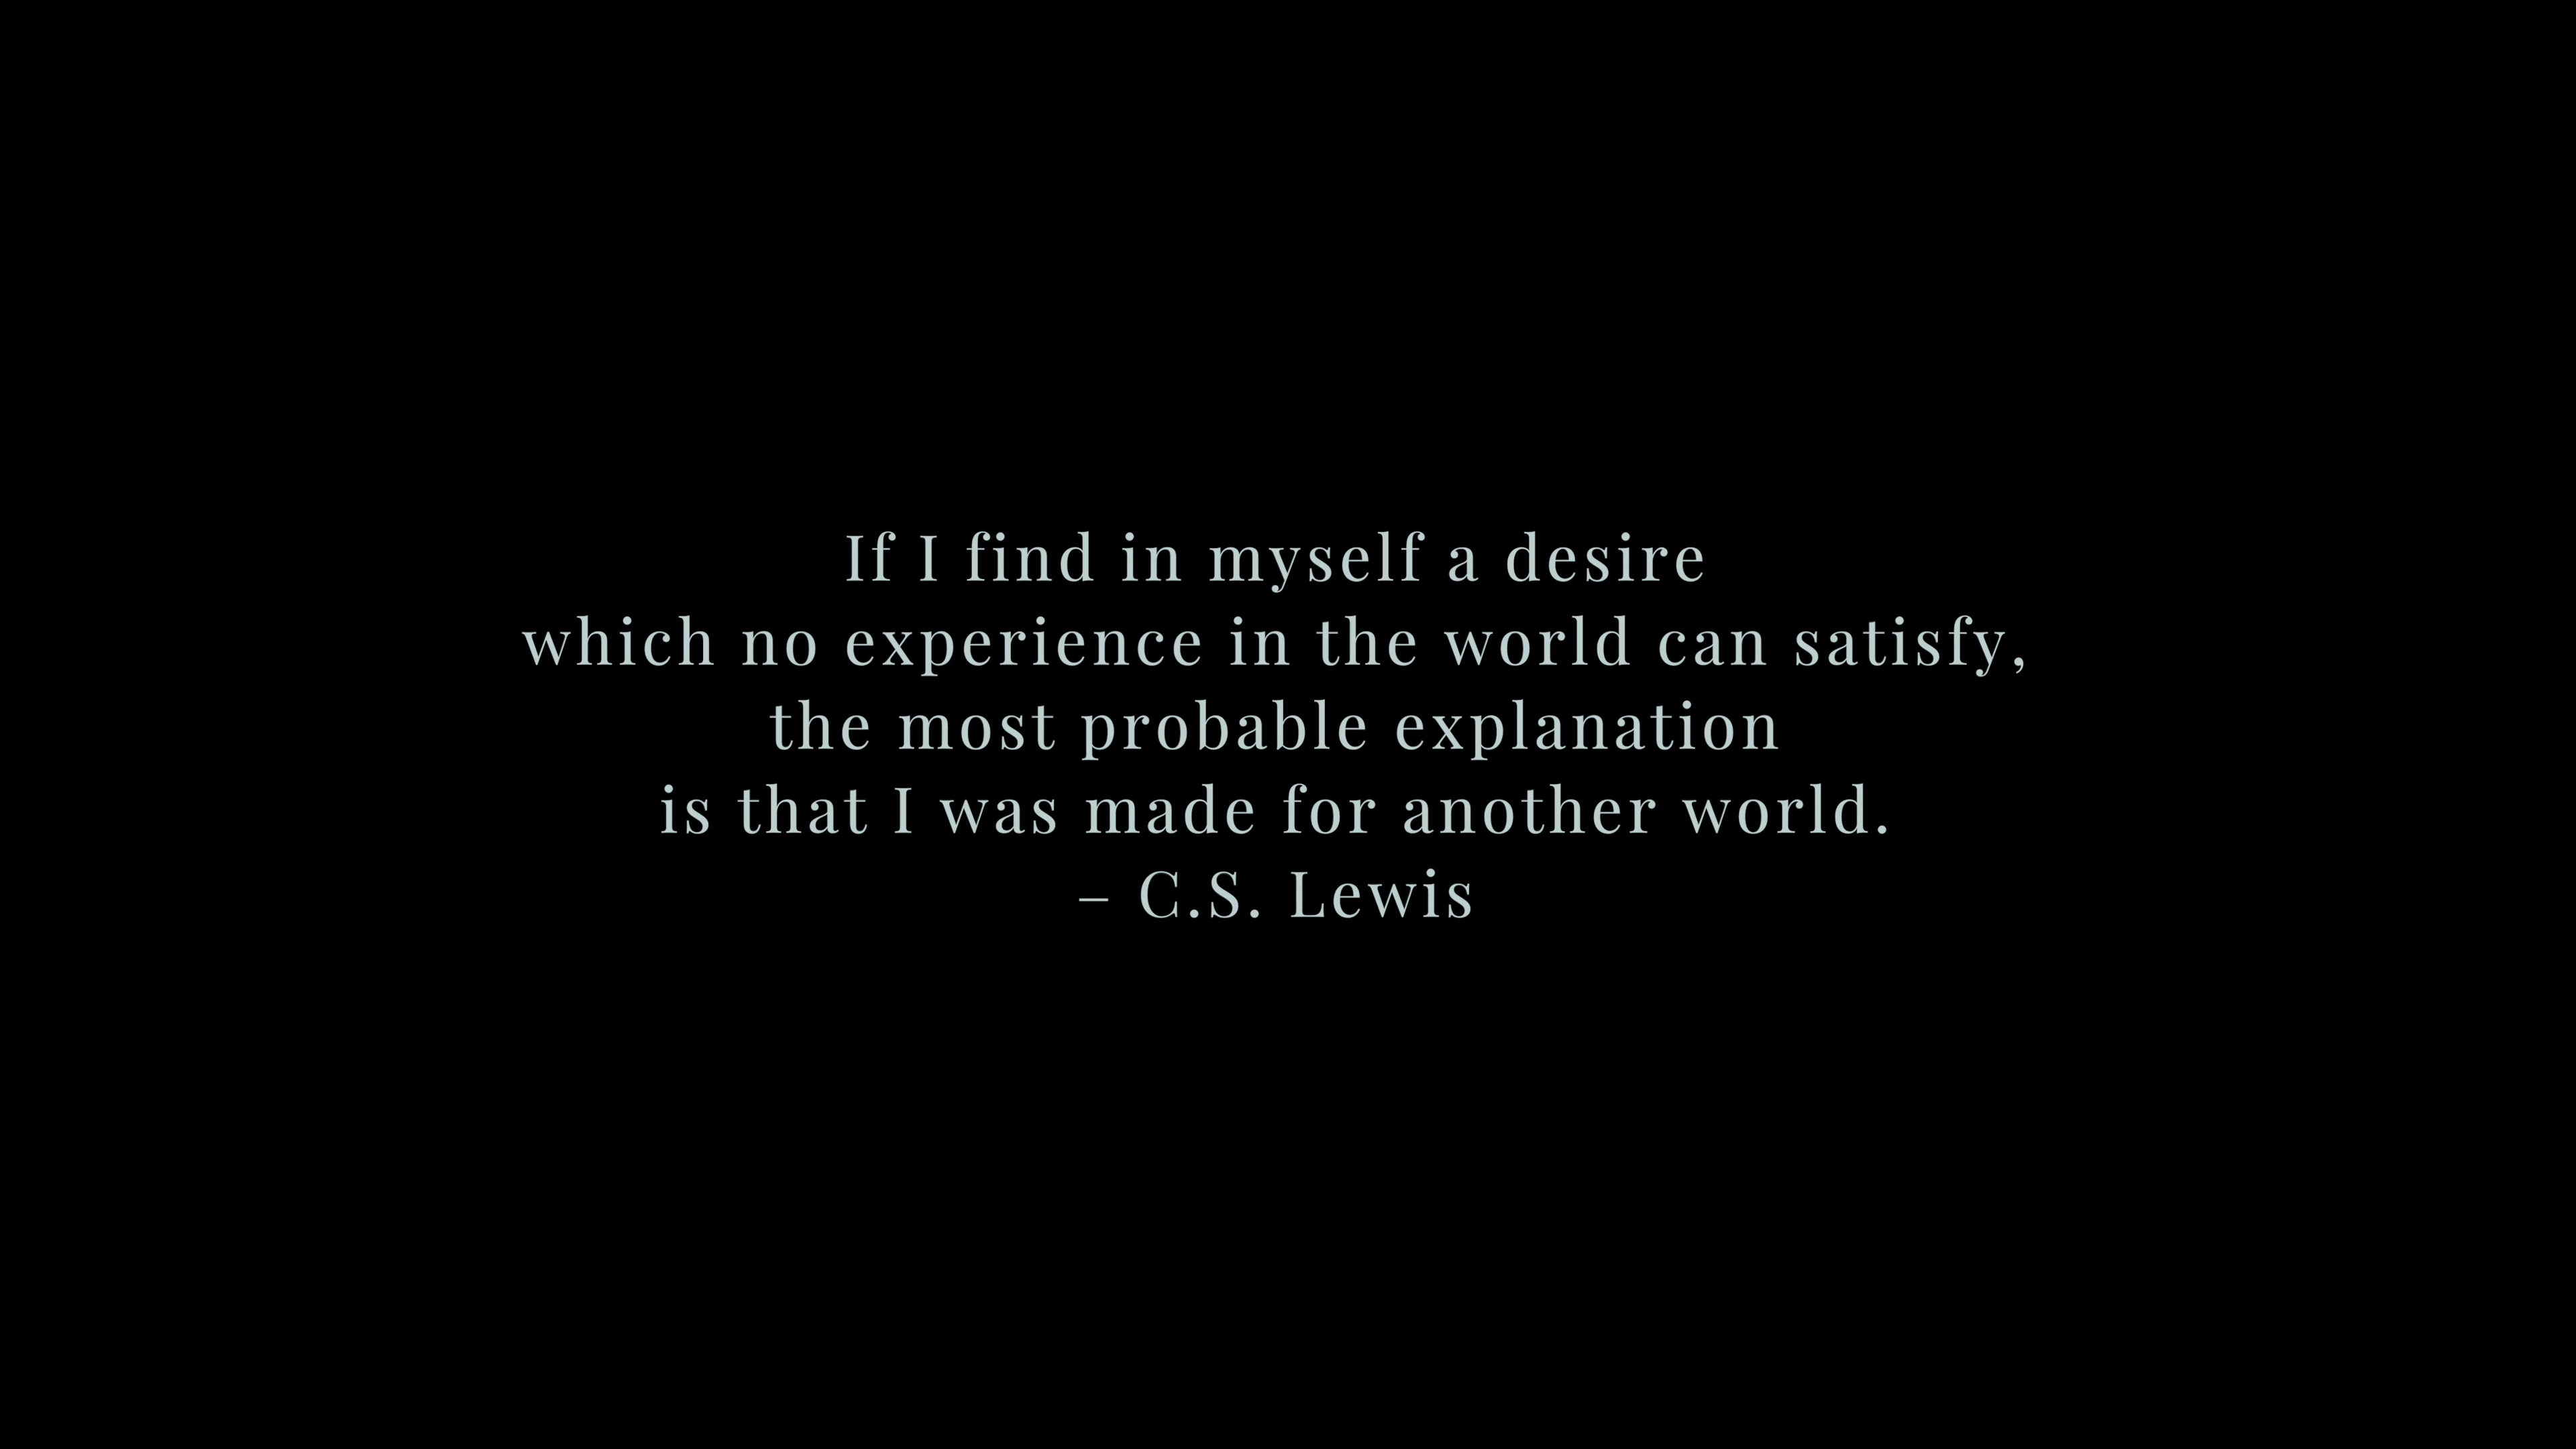 If I find in myself a desire
which no experience in the world can satisfy,
the most probable explanation
is that I was made for another world.
– C.S. Lewis